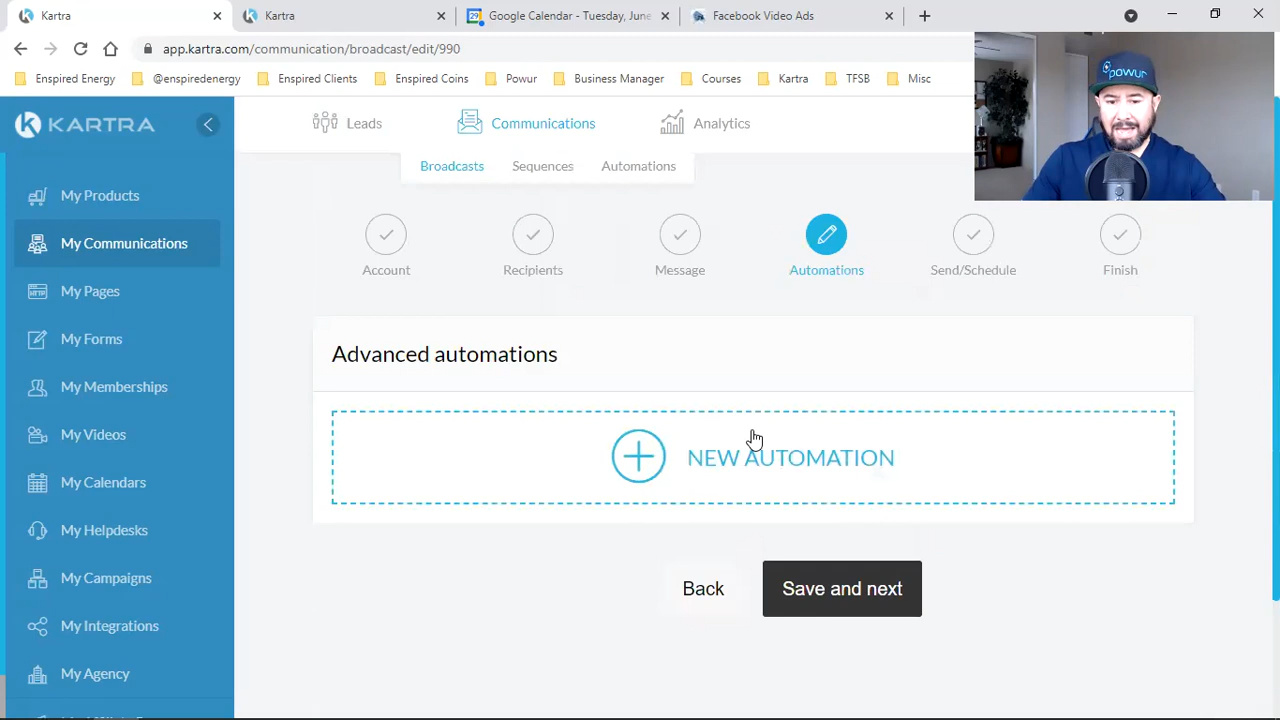 Kartra
Kartra
Google Calendar - Tuesday, June
Facebook Video Ads
app.kartra.com/communication/broadcast/edit/990
Enspired Energy
@enspiredenergy
Enspired Clients
Enspired Coins
Powur
Business Manager
Courses
Kartra
TFSB
Misc
KARTRA
Leads
Communications
Analytics
Broadcasts
Sequences
Automations
My Products
My Communications
My Pages
My Forms
My Memberships
My Videos
My Calendars
My Helpdesks
My Campaigns
My Integrations
My Agency
Account
Recipients
Message
Automations
Send/Schedule
Finish
Advanced automations
NEW AUTOMATION
Back
Save and next
powur
29
HTTP